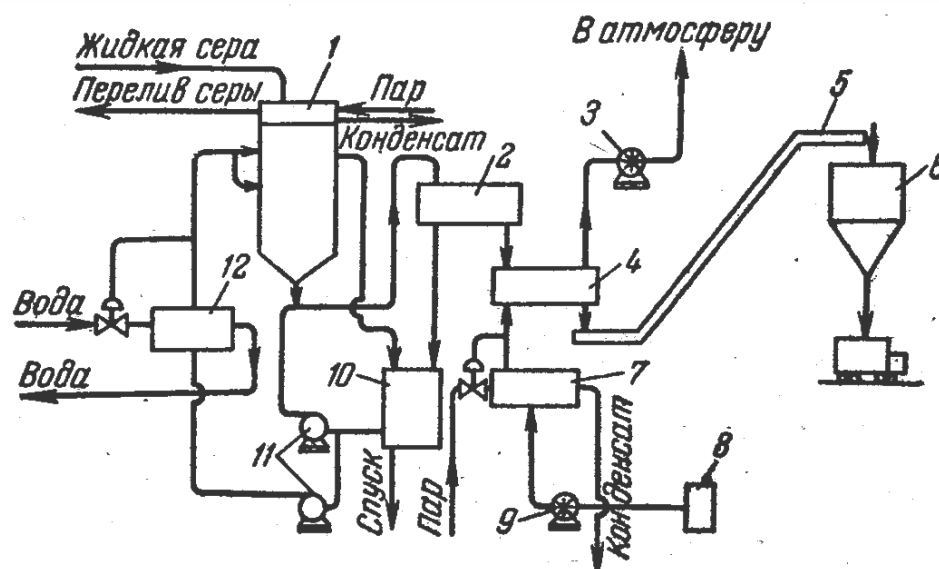 В атмосферу
Жидкая сера
1
Перелив серы
Пар
Конденсат
2
3
5
6
4
12
Вода
Вода
10
7
11
Спуск
Пар
9
Конденсат
8